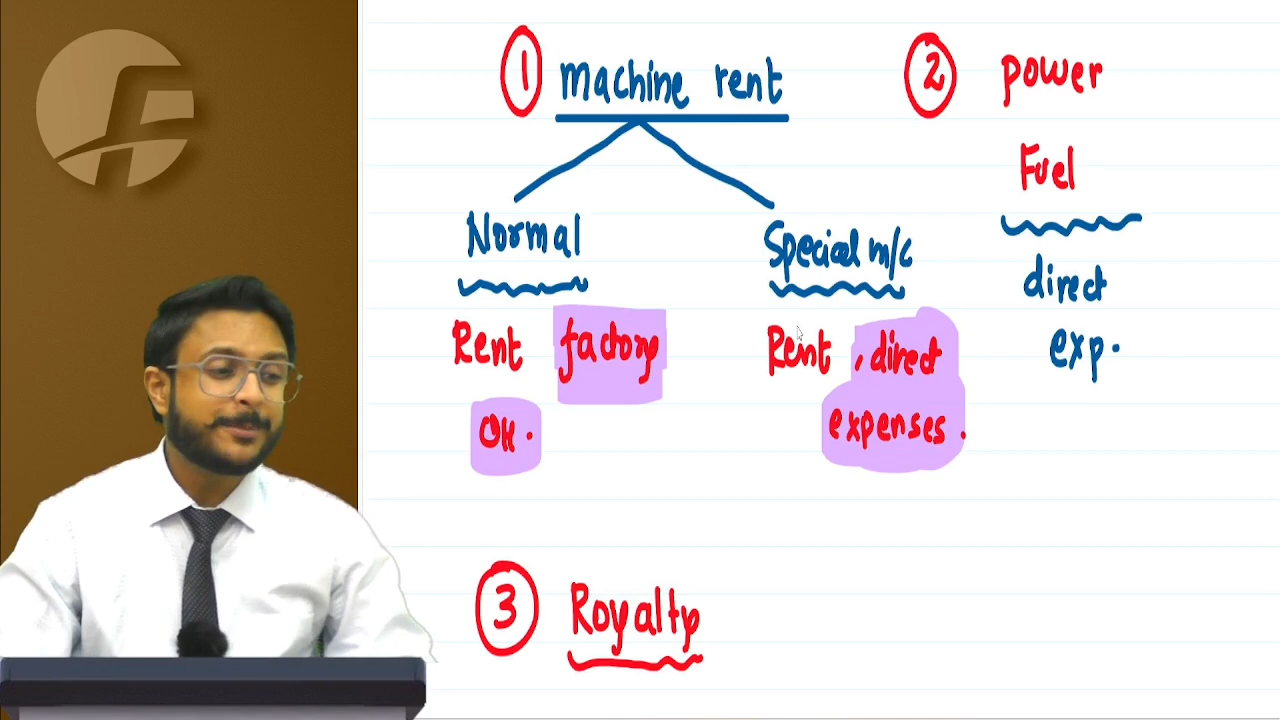 1 Machine rent
Normal
Rent factory
OH.
Special m/c
Rent , direct
expenses.
2 power
Fuel
direct
exp.
3 Royalty